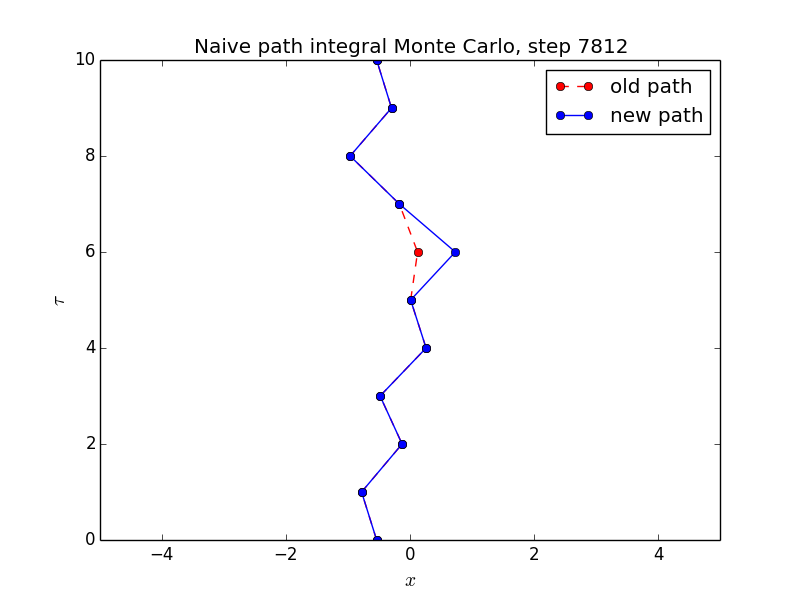 Naive path integral Monte Carlo, step 7812
old path
new path
10
8
6
4
2
0
τ
−4 −2 0 2 4
x